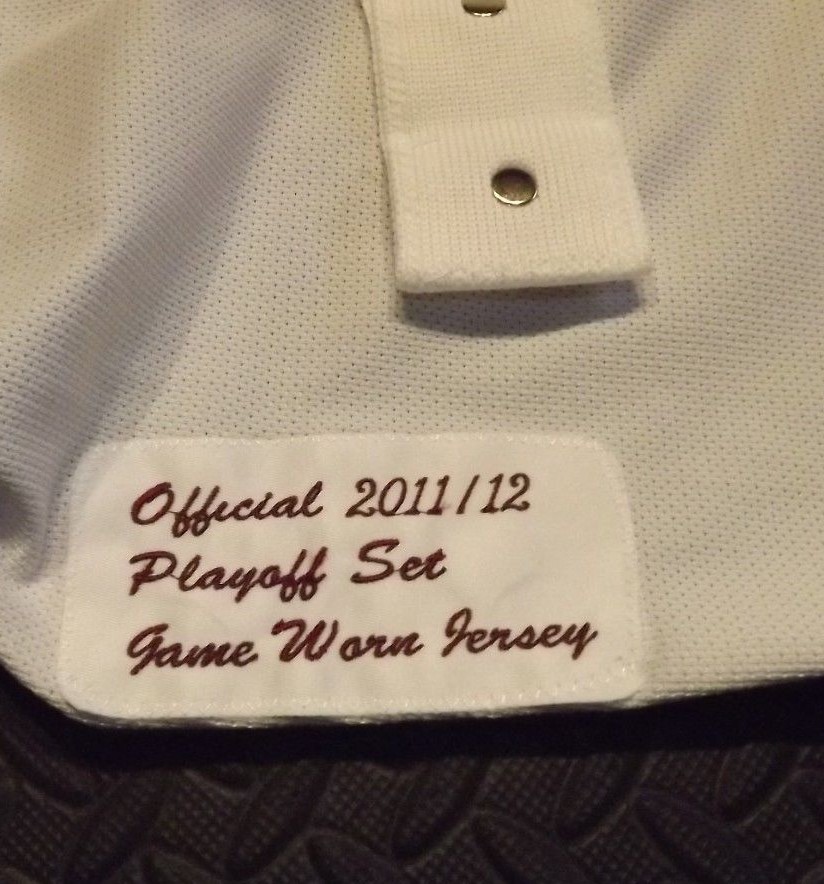 Official 2011/12
Playoff Set
Game Worn Jersey